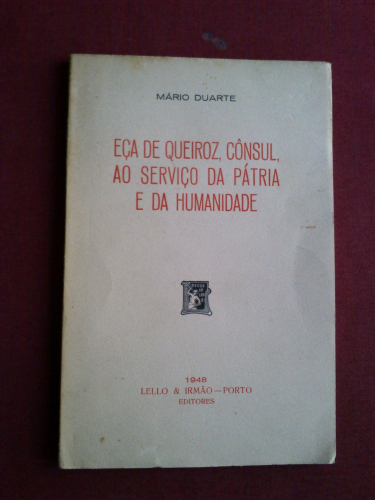 MÁRIO DUARTE
EÇA DE QUEIROZ, CÔNSUL,
AO SERVIÇO DA PÁTRIA
E DA HUMANIDADE
1948
LELLO & IRMÃO — PORTO
EDITORES